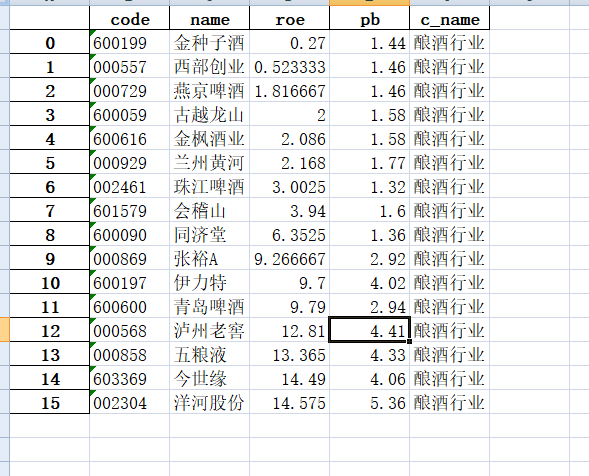 code name roe pb c_name
0 600199 金种子酒 0.27 1.44 酿酒行业
1 000557 西部创业 0.523333 1.46 酿酒行业
2 000729 燕京啤酒 1.816667 1.46 酿酒行业
3 600059 古越龙山 2 1.58 酿酒行业
4 600616 金枫酒业 2.086 1.58 酿酒行业
5 000929 兰州黄河 2.168 1.77 酿酒行业
6 002461 珠江啤酒 3.0025 1.32 酿酒行业
7 601579 会稽山 3.94 1.6 酿酒行业
8 600090 同济堂 6.3525 1.36 酿酒行业
9 000869 张裕A 9.266667 2.92 酿酒行业
10 600197 伊力特 9.7 4.02 酿酒行业
11 600600 青岛啤酒 9.79 2.94 酿酒行业
12 000568 泸州老窖 12.81 4.41 酿酒行业
13 000858 五粮液 13.365 4.33 酿酒行业
14 603369 今世缘 14.49 4.06 酿酒行业
15 002304 洋河股份 14.575 5.36 酿酒行业